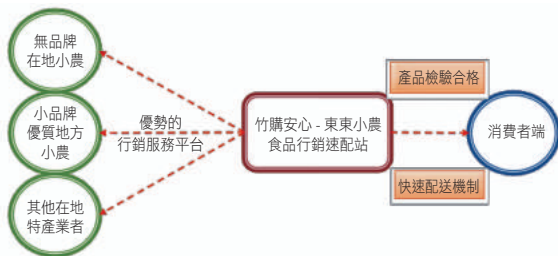 無品牌
在地小農
小品牌
優質地方
小農
其他在地
特產業者
優勢的
行銷服務平台
竹購安心 - 東東小農
食品行銷速配站
產品檢驗合格
快速配送機制
消費者端